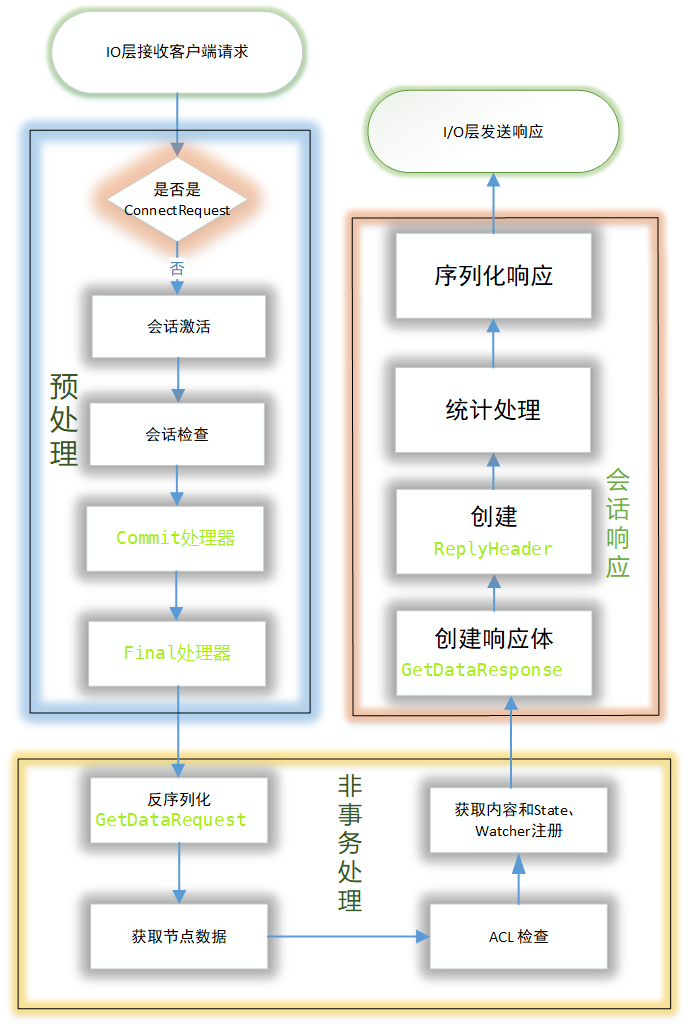 IO层接收客户端请求
是否是
ConnectRequest
否
会话激活
会话检查
Commit处理器
Final处理器
预处理
反序列化
GetDataRequest
获取节点数据
非事务处理
ACL 检查
获取内容和State、
Watcher注册
创建响应体
GetDataResponse
创建
ReplyHeader
统计处理
序列化响应
会话响应
I/O层发送响应